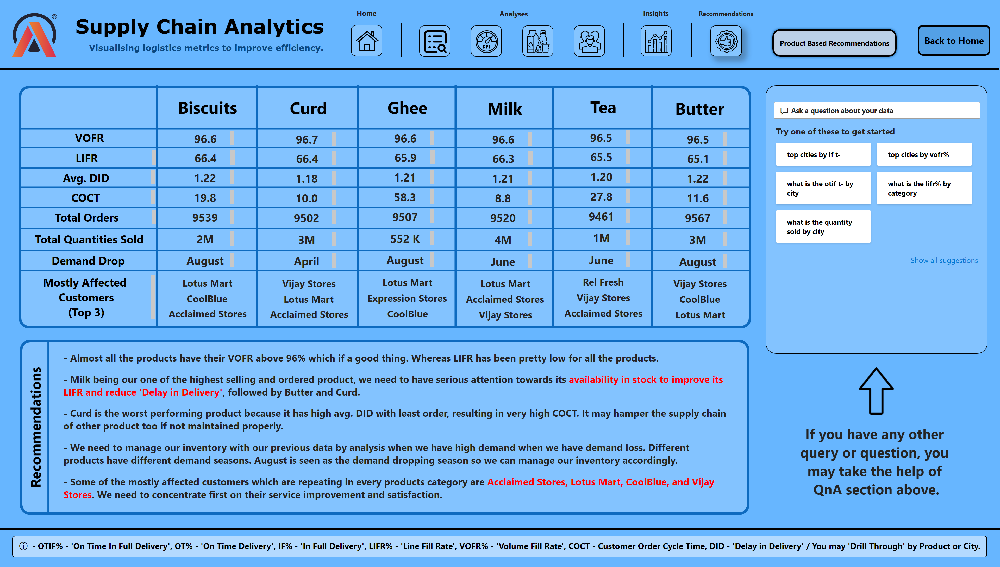 ®
Supply Chain Analytics
Visualising logistics metrics to improve efficiency.
Home
Analyses
Insights
Recommendations
KPI
Product Based Recommendations
Back to Home
Biscuits Curd Ghee Milk Tea Butter
VOFR 96.6 96.7 96.6 96.6 96.5 96.5
LIFR 66.4 66.4 65.9 66.3 65.5 65.1
Avg. DID 1.22 1.18 1.21 1.21 1.20 1.22
COCT 19.8 10.0 58.3 8.8 27.8 11.6
Total Orders 9539 9502 9507 9520 9461 9567
Total Quantities Sold 2M 3M 552 K 4M 1M 3M
Demand Drop August April August June June August
Mostly Affected
Customers
(Top 3)
Lotus Mart
CoolBlue
Acclaimed Stores
Vijay Stores
Lotus Mart
Acclaimed Stores
Lotus Mart
Expression Stores
CoolBlue
Lotus Mart
Acclaimed Stores
Vijay Stores
Rel Fresh
Vijay Stores
Acclaimed Stores
Vijay Stores
CoolBlue
Lotus Mart
Ask a question about your data
Try one of these to get started
top cities by if t-
top cities by vofr%
what is the otif t- by
city
what is the lifr% by
category
what is the quantity
sold by city
Show all suggestions
Recommendations
- Almost all the products have their VOFR above 96% which if a good thing. Whereas LIFR has been pretty low for all the products.
- Milk being our one of the highest selling and ordered product, we need to have serious attention towards its availability in stock to improve its
LIFR and reduce 'Delay in Delivery', followed by Butter and Curd.
- Curd is the worst performing product because it has high avg. DID with least order, resulting in very high COCT. It may hamper the supply chain
of other product too if not maintained properly.
- We need to manage our inventory with our previous data by analysis when we have high demand when we have demand loss. Different
products have different demand seasons. August is seen as the demand dropping season so we can manage our inventory accordingly.
- Some of the mostly affected customers which are repeating in every products category are Acclaimed Stores, Lotus Mart, CoolBlue, and Vijay
Stores. We need to concentrate first on their service improvement and satisfaction.
If you have any other
query or question, you
may take the help of
QnA section above.
- OTIF% - 'On Time In Full Delivery', OT% - 'On Time Delivery', IF% - 'In Full Delivery', LIFR% - 'Line Fill Rate', VOFR% - 'Volume Fill Rate', COCT - Customer Order Cycle Time, DID - 'Delay in Delivery' / You may 'Drill Through' by Product or City.